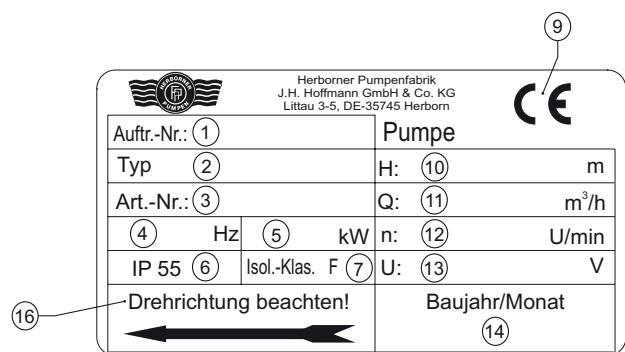 9
HERBORNER
PUMPEN
Herborner Pumpenfabrik
J.H. Hoffmann GmbH & Co. KG
Littau 3-5, DE-35745 Herborn
CE
Auftr.-Nr.: 1
Pumpe
Typ 2
H: 10 m
Art.-Nr.: 3
Q: 11 m³/h
4 Hz 5 kW
n: 12 U/min
IP 55 6 Isol.-Klas. F 7
U: 13 V
16
Drehrichtung beachten!
Baujahr/Monat
14